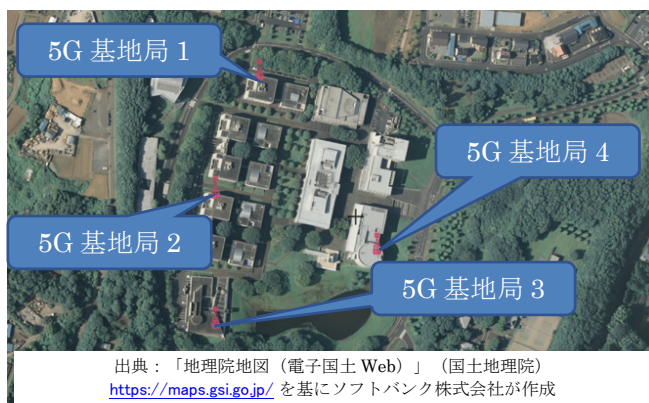 5G 基地局 1
5G 基地局 4
5G 基地局 2
5G 基地局 3
出典：「地理院地図（電子国土 Web）」（国土地理院）
https://maps.gsi.go.jp/ を基にソフトバンク株式会社が作成